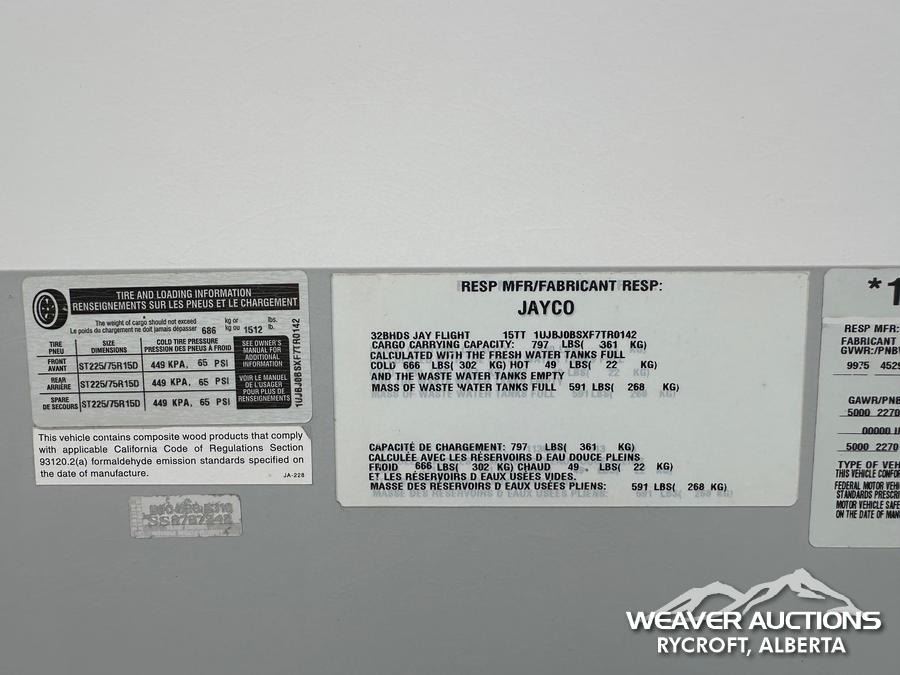 TIRE AND LOADING INFORMATION
RENSEIGNEMENTS SUR LES PNEUS ET LE CHARGEMENT
The weight of cargo should not exceed 686 kg or 1512 lbs.
Le poids du chargement ne doit jamais dépasser kg ou lb.
TIRE PNEU SIZE DIMENSIONS COLD TIRE PRESSURE PRESSION DES PNEUS À FROID
FRONT AVANT ST225/75R15D 449 KPA, 65 PSI
REAR ARRIÈRE ST225/75R15D 449 KPA, 65 PSI
SPARE DE SECOURS ST225/75R15D 449 KPA, 65 PSI
SEE OWNER'S
MANUAL FOR
ADDITIONAL
INFORMATION
VOIR LE MANUEL
DE L'USAGER
POUR PLUS DE
RENSEIGNEMENTS
1UJBJ0BSXF7TR0142
This vehicle contains composite wood products that comply
with applicable California Code of Regulations Section
93120.2(a) formaldehyde emission standards specified on
the date of manufacture.
JA-228
RESP MFR/FABRICANT RESP:
JAYCO
32BHDS JAY FLIGHT 15TT 1UJBJ0BSXF7TR0142
CARGO CARRYING CAPACITY: 797 LBS( 361 KG)
CALCULATED WITH THE FRESH WATER TANKS FULL
COLD 666 LBS( 302 KG) HOT 49 LBS( 22 KG)
AND THE WASTE WATER TANKS EMPTY
MASS OF WASTE WATER TANKS FULL 591 LBS( 268 KG)
CAPACITÉ DE CHARGEMENT: 797 LBS( 361 KG)
CALCULÉE AVEC LES RÉSERVOIRS D EAU DOUCE PLEINS
FROID 666 LBS( 302 KG) CHAUD 49 LBS( 22 KG)
ET LES RÉSERVOIRS D EAUX USÉES VIDES.
MASSE DES RÉSERVOIRS D EAUX USÉES PLIENS: 591 LBS( 268 KG)
*1
RESP MFR:
FABRICANT
GVWR:/PNBV
9975 452
GAWR/PNB
5000 2270
00000
5000 2270
TYPE OF VEH
THIS VEHICLE CONFOR
FEDERAL MOTOR VEH
STANDARDS PRESCRI
MOTOR VEHICLE SAFE
ON THE DATE OF MAN
WEAVER AUCTIONS
RYCROFT, ALBERTA